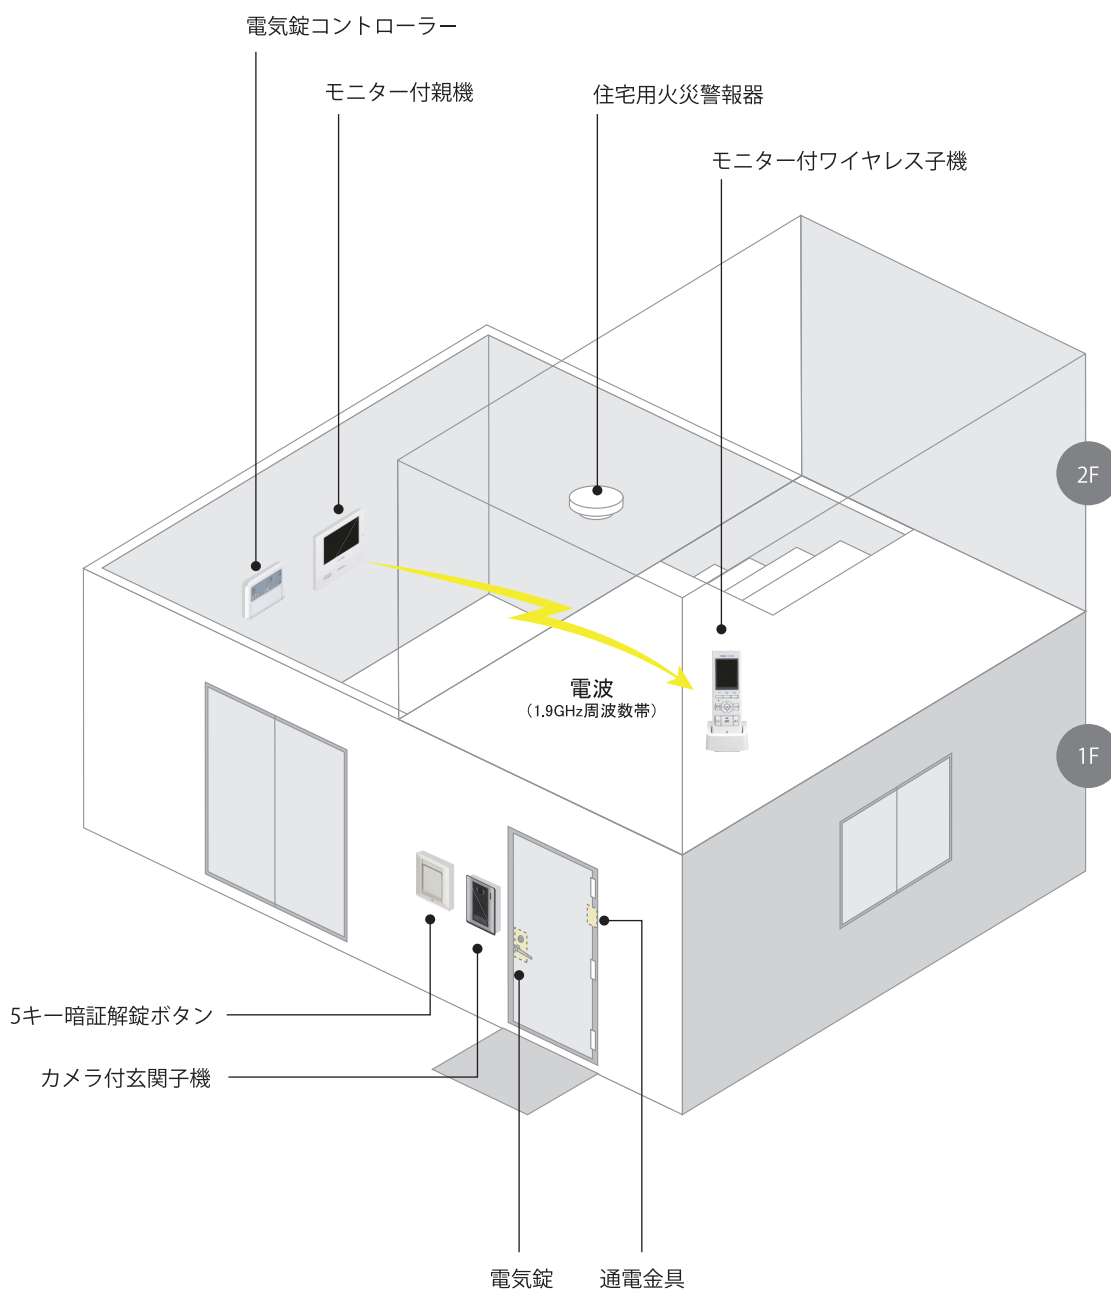 電気錠コントローラー
モニター付親機
住宅用火災警報器
モニター付ワイヤレス子機
2F
電波
（1.9GHz周波数帯）
1F
5キー暗証解錠ボタン
カメラ付玄関子機
電気錠
通電金具